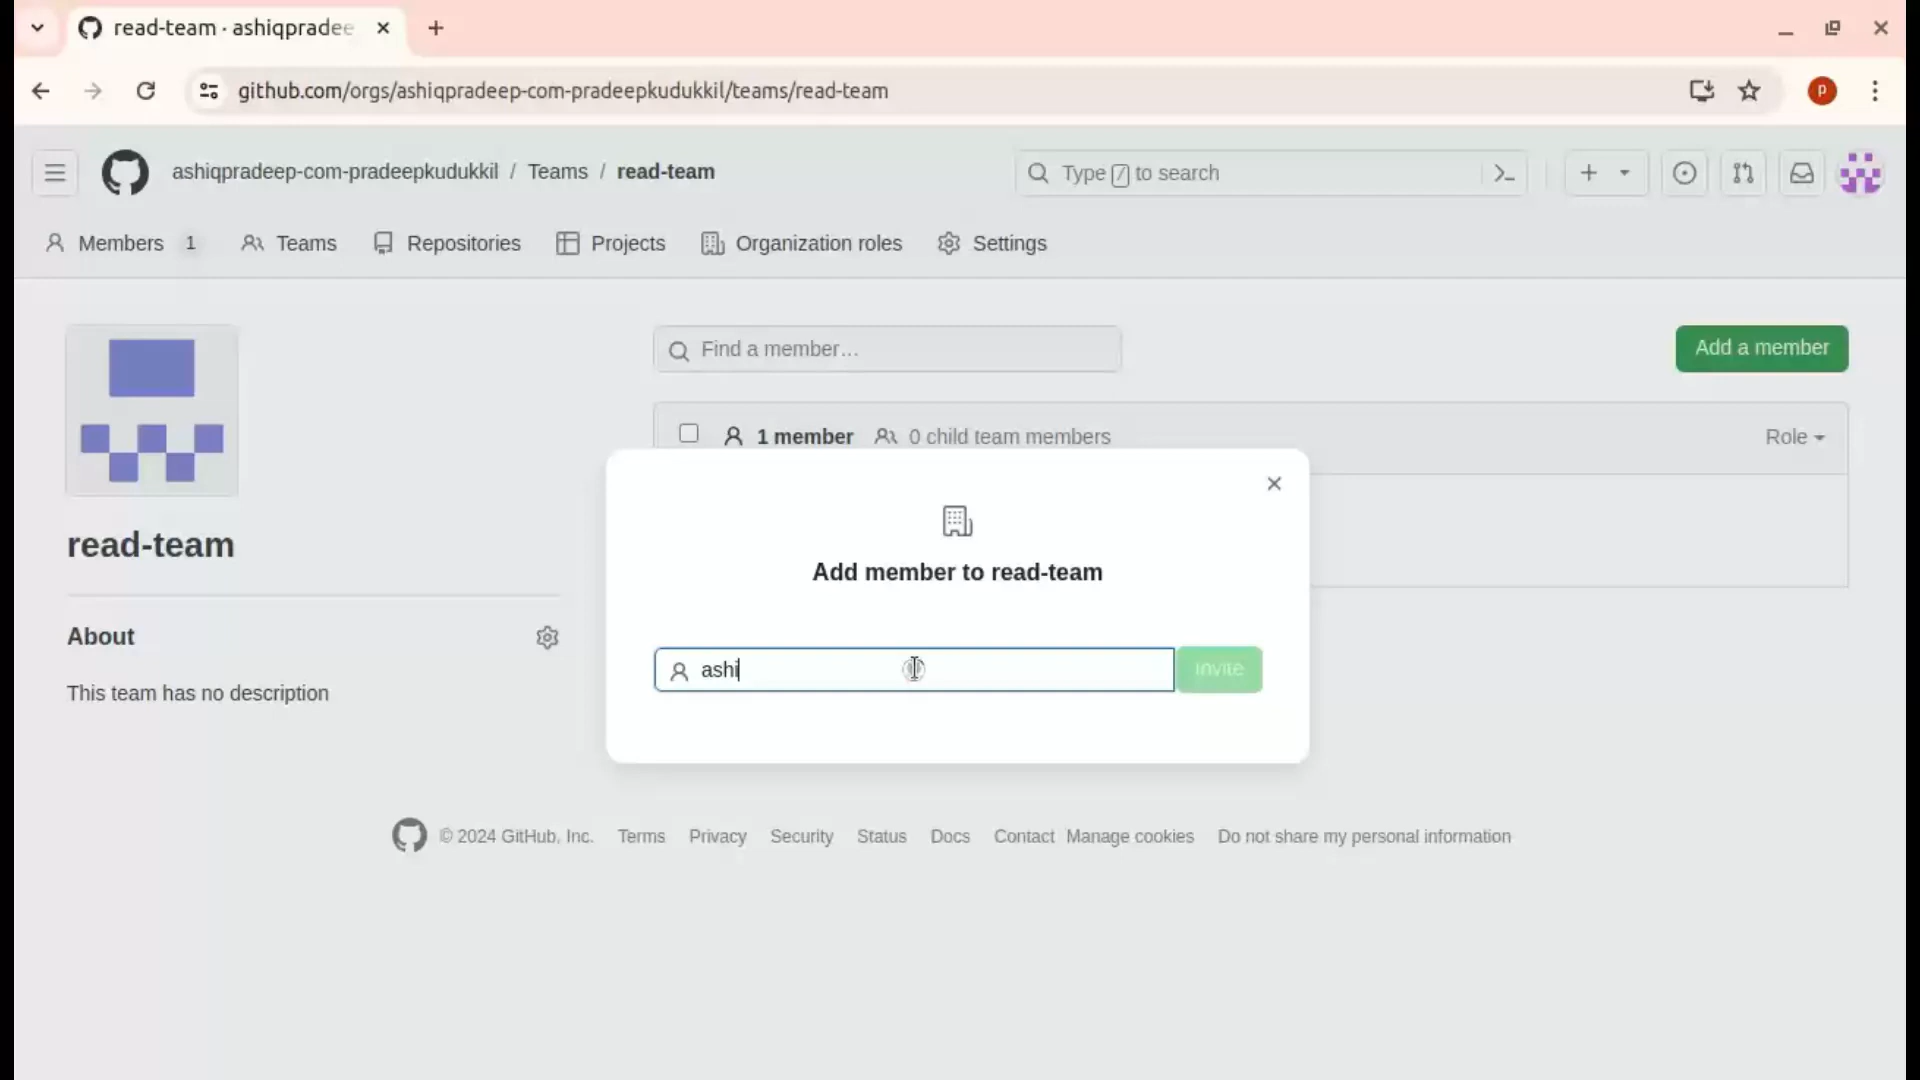 read-team · ashiqpradee
github.com/orgs/ashiqpradeep-com-pradeepkudukkil/teams/read-team
P
ashiqpradeep-com-pradeepkudukkil / Teams / read-team
Type / to search
Members 1 Teams Repositories Projects Organization roles Settings
Find a member…
Add a member
1 member 0 child team members
Role
Add member to read-team
read-team
About
ashi
Invite
This team has no description
© 2024 GitHub, Inc. Terms Privacy Security Status Docs Contact Manage cookies Do not share my personal information